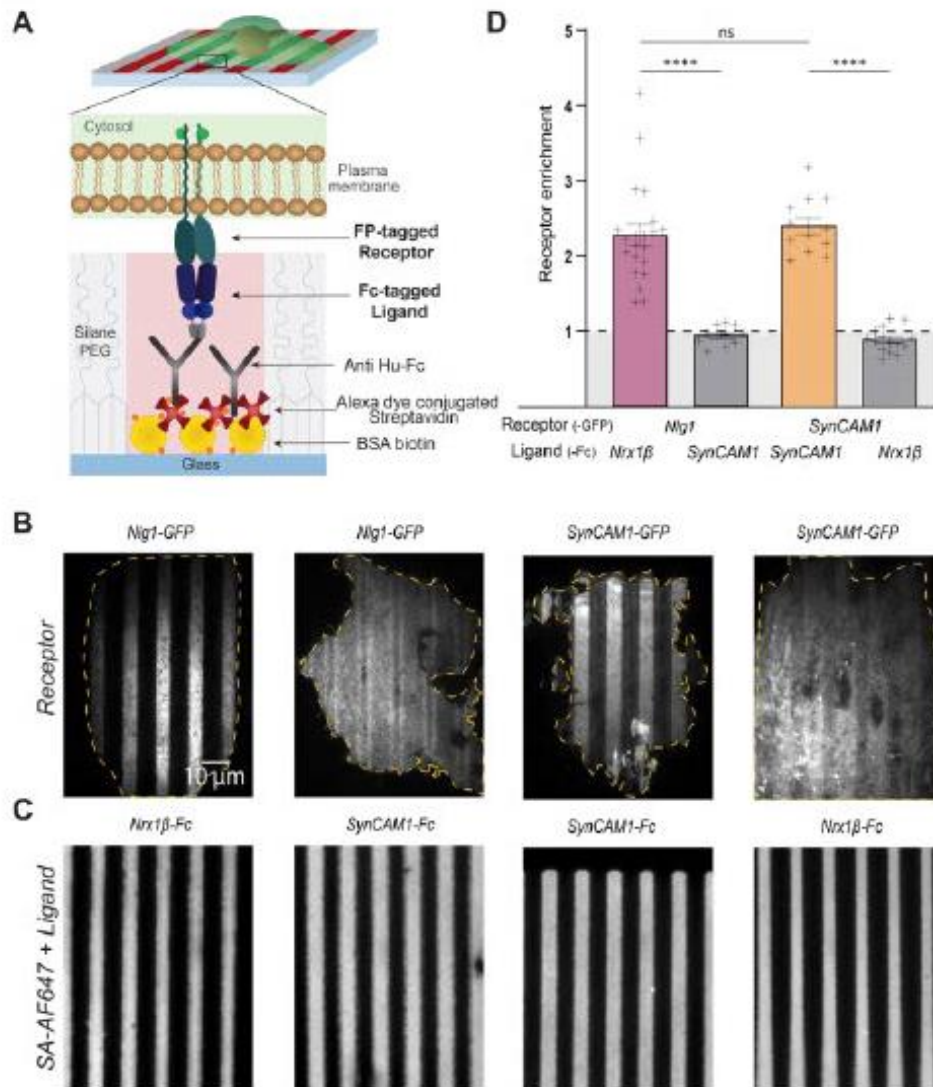 A
Cytosol
Plasma
membrane
FP-tagged
Receptor
Fc-tagged
Ligand
Silane
PEG
Anti Hu-Fc
Alexa dye conjugated
Streptavidin
BSA biotin
Glass
D
ns
**** ****
Receptor enrichment
5
4
3
2
1
Receptor (-GFP) Nlg1 SynCAM1
Ligand (-Fc) Nrx1β SynCAM1 SynCAM1 Nrx1β
B
Nlg1-GFP Nlg1-GFP SynCAM1-GFP SynCAM1-GFP
Receptor
10 µm
C
Nrx1β-Fc SynCAM1-Fc SynCAM1-Fc Nrx1β-Fc
SA-AF647 + Ligand